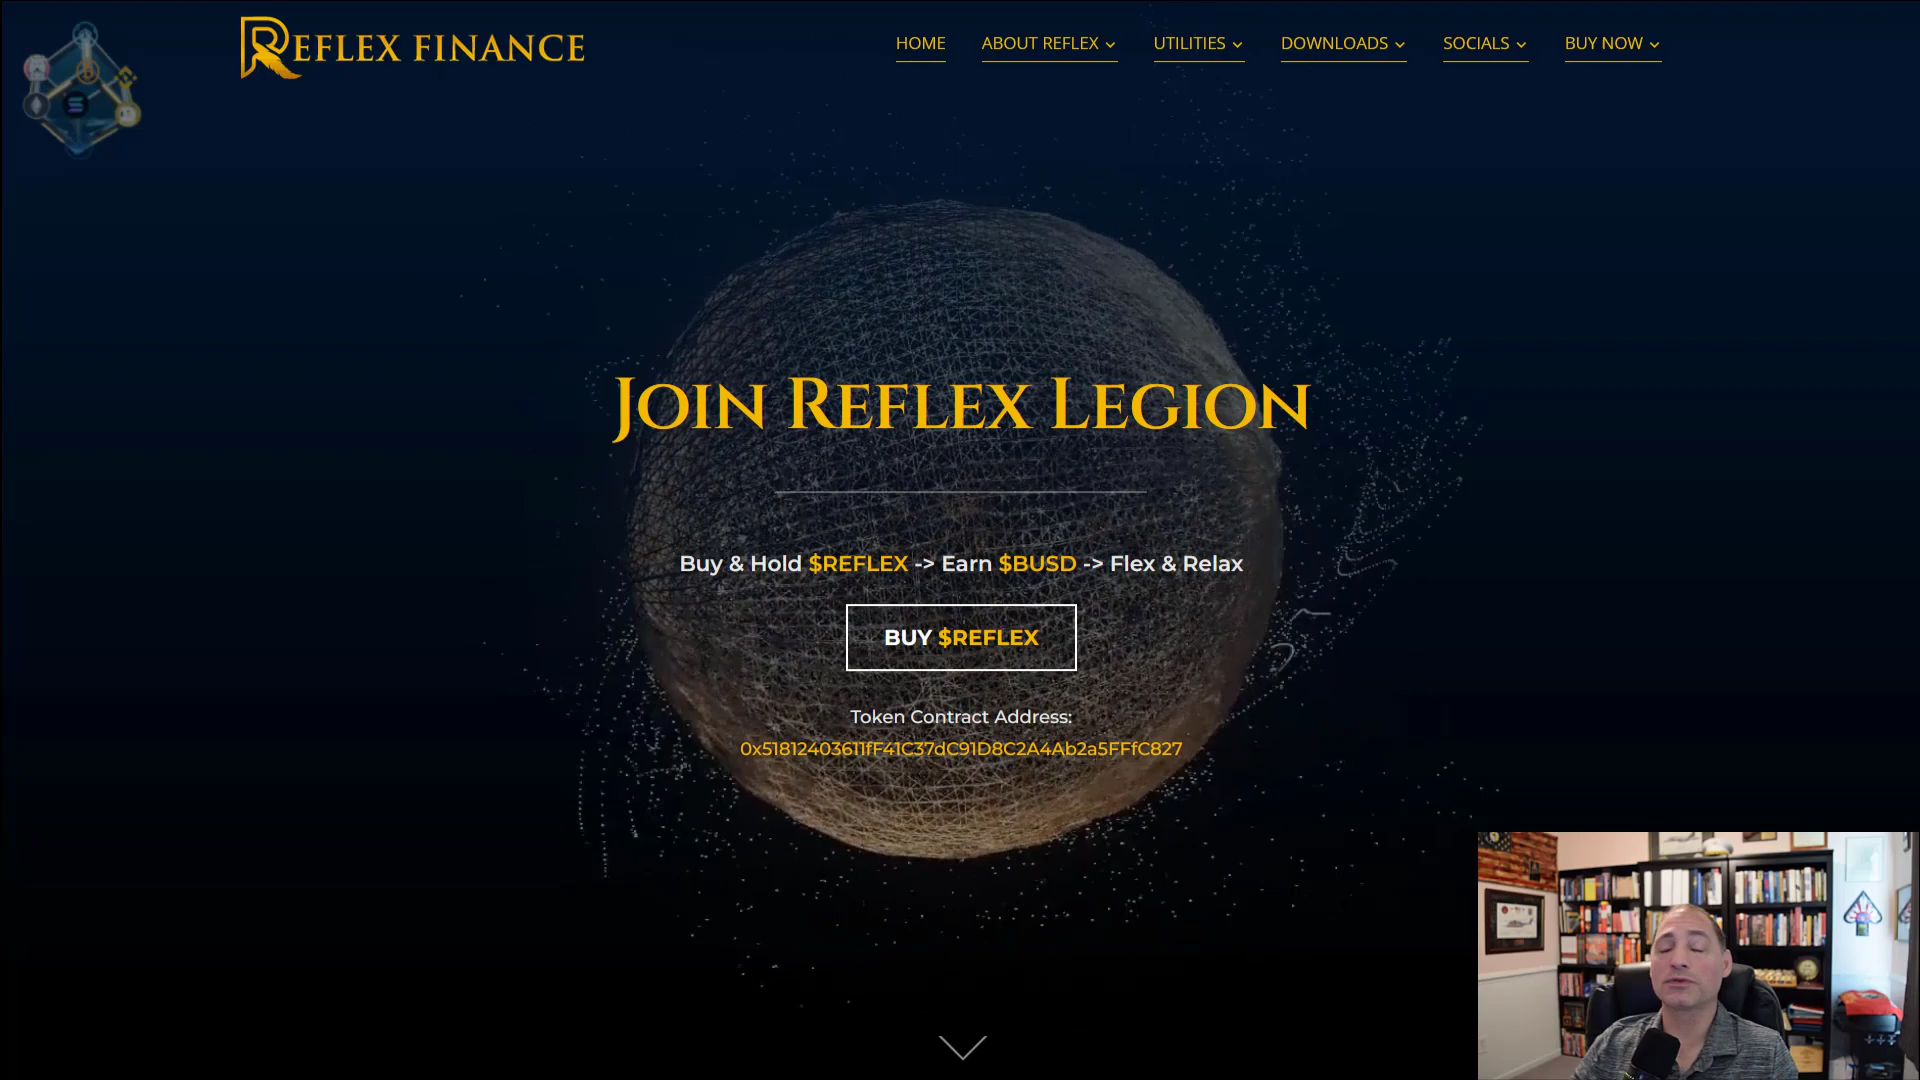 REFLEX FINANCE
HOME
ABOUT REFLEX
UTILITIES
DOWNLOADS
SOCIALS
BUY NOW
JOIN REFLEX LEGION
Buy & Hold $REFLEX -> Earn $BUSD -> Flex & Relax
BUY $REFLEX
Token Contract Address:
0x51812403611fF41C37dC91D8C2A4Ab2a5FFfC827